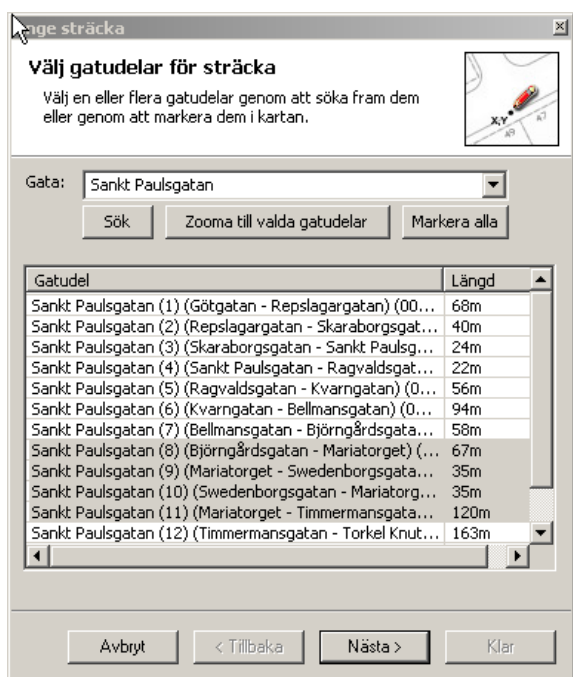 nge sträcka
Välj gatudelar för sträcka
Välj en eller flera gatudelar genom att söka fram dem
eller genom att markera dem i kartan.
X,Y
49
47
Gata: Sankt Paulsgatan
Sök Zooma till valda gatudelar Markera alla
Gatudel Längd
Sankt Paulsgatan (1) (Götgatan - Repslagargatan) (00... 68m
Sankt Paulsgatan (2) (Repslagargatan - Skaraborgsgat... 40m
Sankt Paulsgatan (3) (Skaraborgsgatan - Sankt Paulsg... 24m
Sankt Paulsgatan (4) (Sankt Paulsgatan - Ragvaldsgat... 22m
Sankt Paulsgatan (5) (Ragvaldsgatan - Kvarngatan) (0... 56m
Sankt Paulsgatan (6) (Kvarngatan - Bellmansgatan) (0... 94m
Sankt Paulsgatan (7) (Bellmansgatan - Björngårdsgata... 58m
Sankt Paulsgatan (8) (Björngårdsgatan - Mariatorget) (... 67m
Sankt Paulsgatan (9) (Mariatorget - Swedenborgsgata... 35m
Sankt Paulsgatan (10) (Swedenborgsgatan - Mariatorg... 35m
Sankt Paulsgatan (11) (Mariatorget - Timmermansgata... 120m
Sankt Paulsgatan (12) (Timmermansgatan - Torkel Knut... 163m
Avbryt < Tillbaka Nästa > Klar